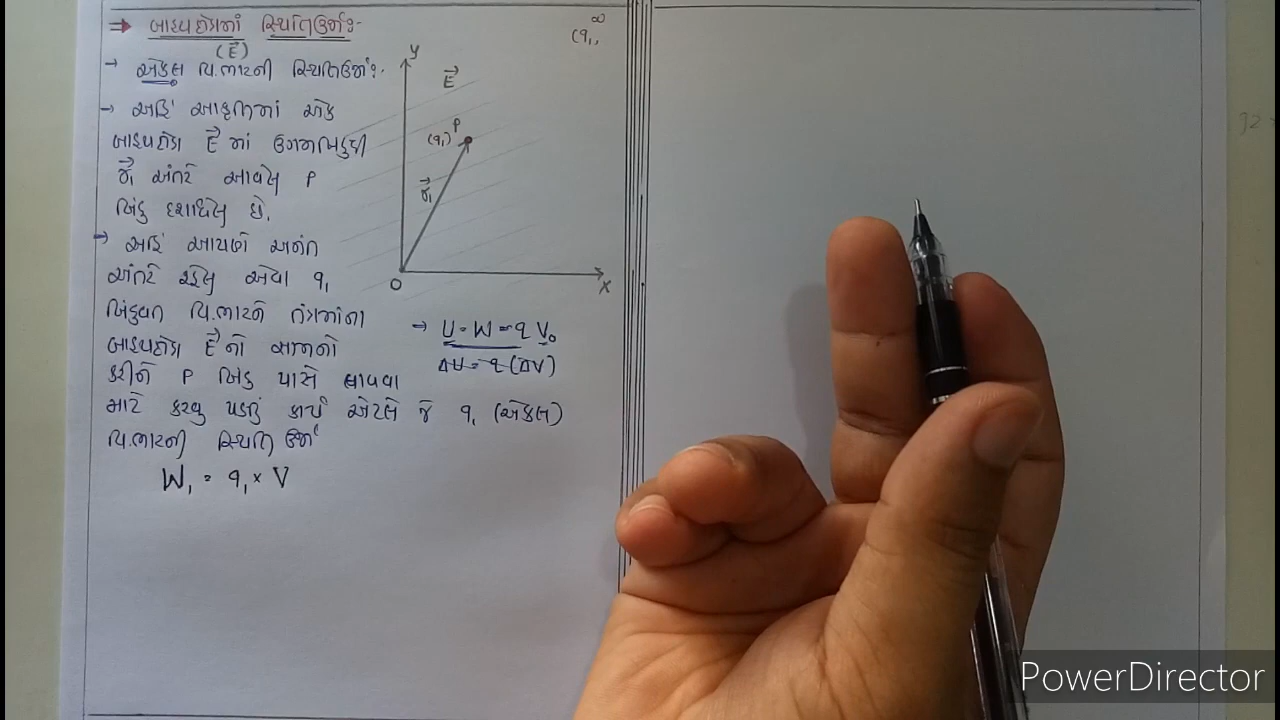 ⇒ બાહ્યક્ષેત્રમાં સ્થિતિઊર્જા:-
(E⃗)
∞
(q₁,
→ એકલ વિ.ભારની સ્થિતિઊર્જા:-
→ અહિં આકૃતિમાં એક
બાહ્યક્ષેત્ર E⃗ માં ઉગમબિંદુથી
r⃗₁ અંતરે આવેલ P
બિંદુ દર્શાવેલ છે.
→ અહિં આપણે અનંત
અંતરે રહેલ એવા q₁
બિંદુવત વિ.ભારને તંત્રમાંના
બાહ્યક્ષેત્ર E⃗નો સામનો
કરીને P બિંદુ પાસે લાવવા
માટે કરવુ પડતું કાર્ય એટલે જ q₁ (એકલ)
વિ.ભારની સ્થિતિ ઊર્જા
W₁ = q₁ × V
y
E⃗
P
(q₁)
r⃗₁
O
x
→ U = W = q V₀
ΔU = q (ΔV)
PowerDirector